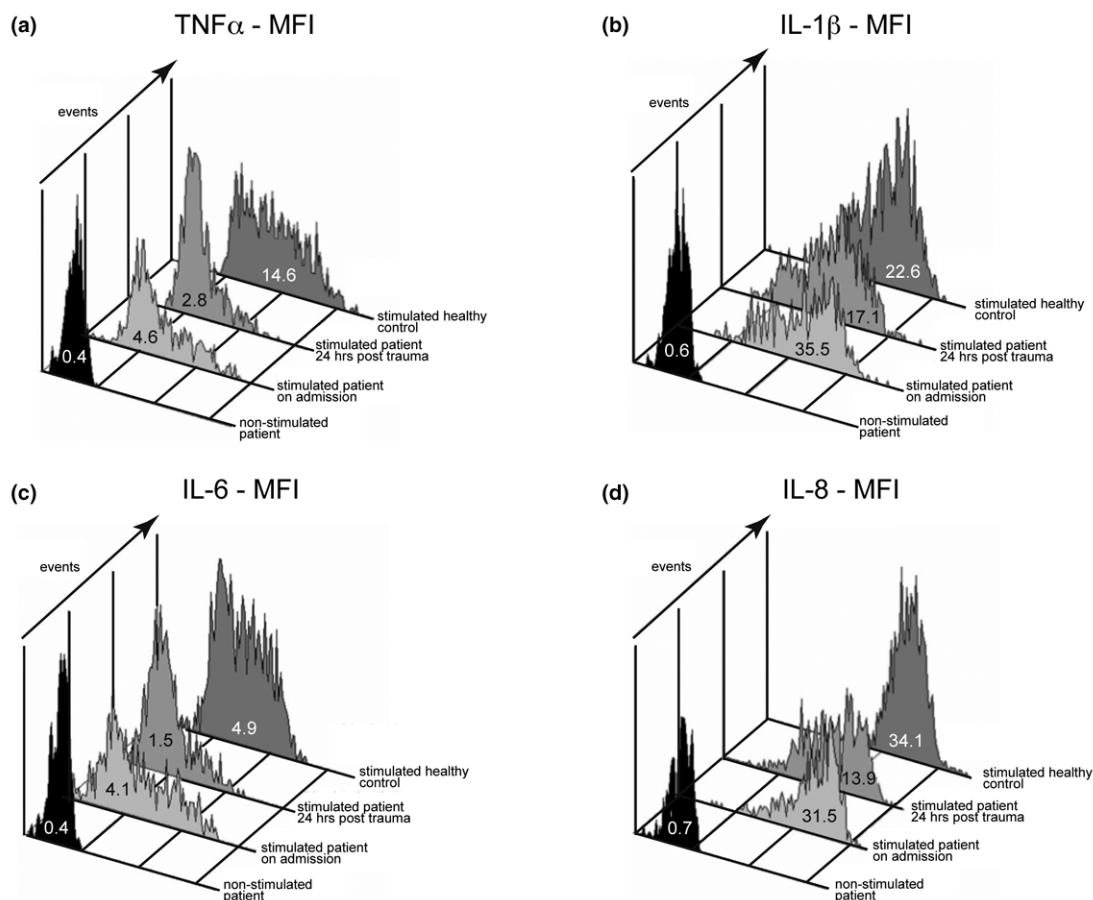 (a)
TNFα - MFI
events
0.4
4.6
2.8
14.6
stimulated healthy
control
stimulated patient
24 hrs post trauma
stimulated patient
on admission
non-stimulated
patient
(b)
IL-1β - MFI
events
0.6
35.5
17.1
22.6
stimulated healthy
control
stimulated patient
24 hrs post trauma
stimulated patient
on admission
non-stimulated
patient
(c)
IL-6 - MFI
events
0.4
4.1
1.5
4.9
stimulated healthy
control
stimulated patient
24 hrs post trauma
stimulated patient
on admission
non-stimulated
patient
(d)
IL-8 - MFI
events
0.7
31.5
13.9
34.1
stimulated healthy
control
stimulated patient
24 hrs post trauma
stimulated patient
on admission
non-stimulated
patient